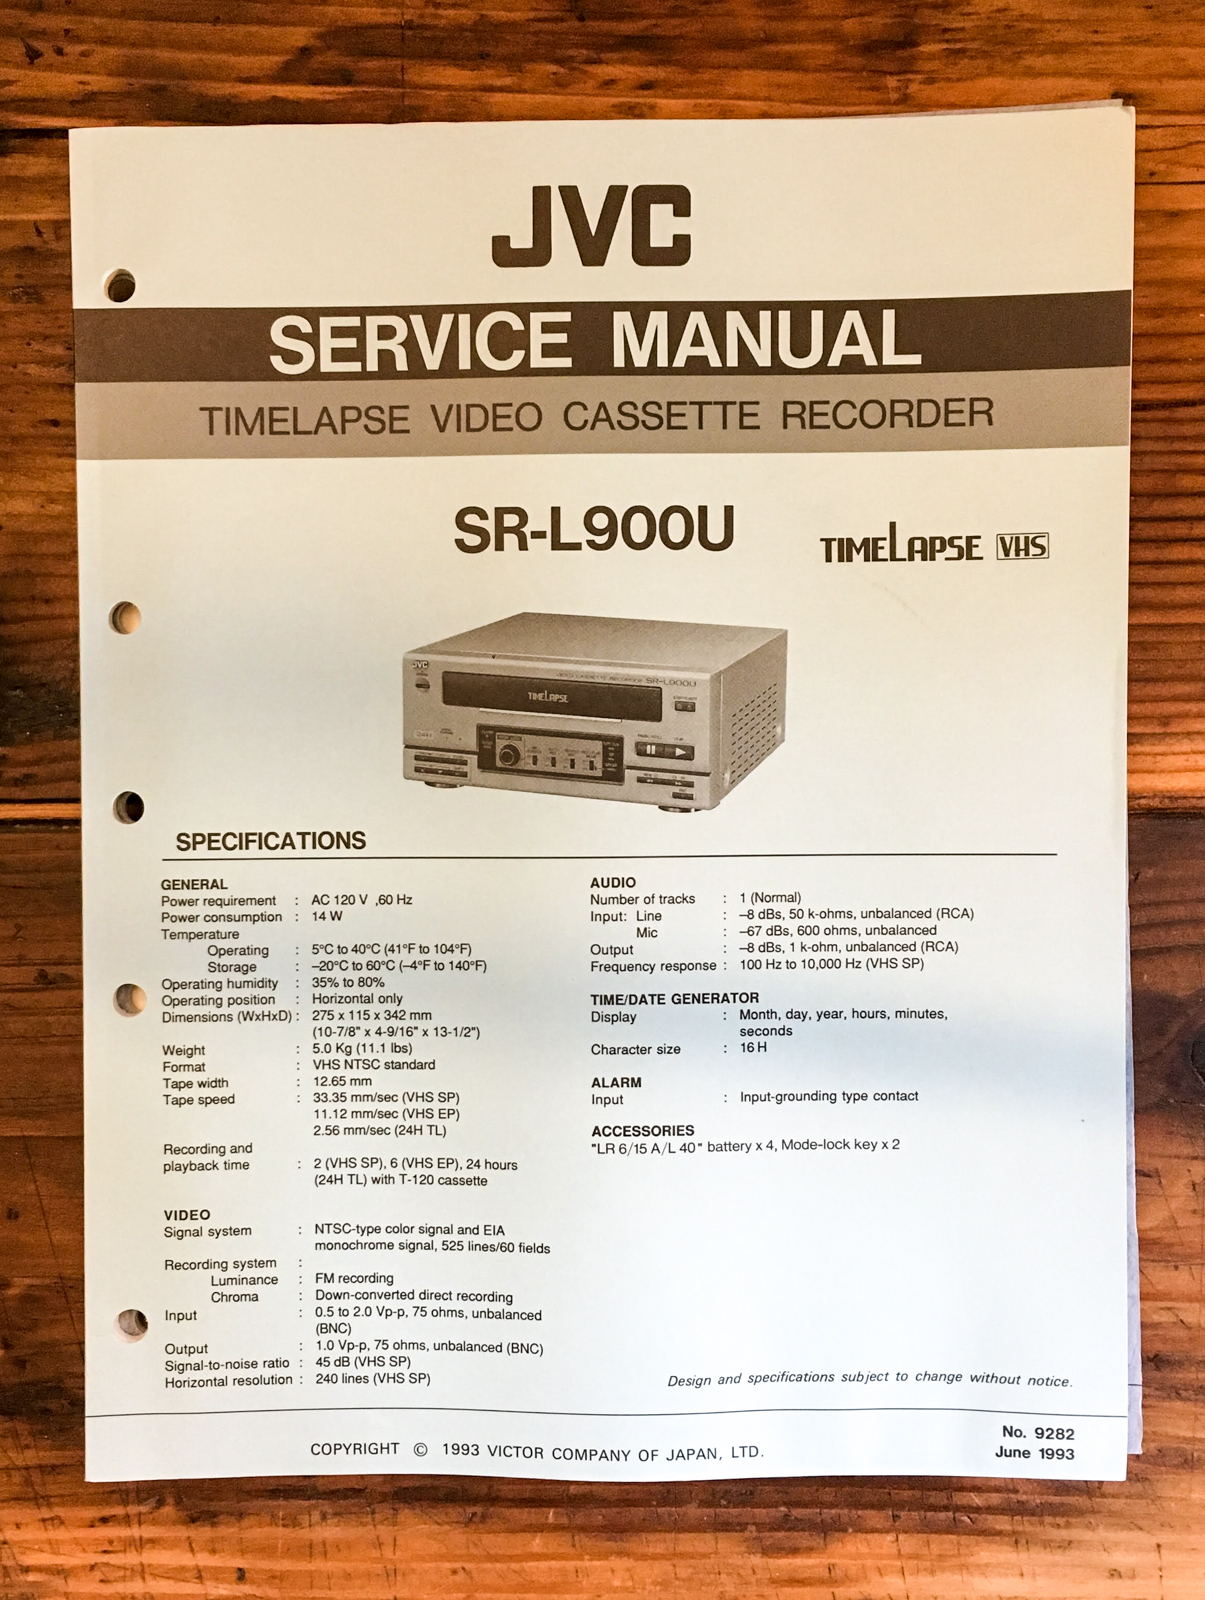 JVC
SERVICE MANUAL
TIMELAPSE VIDEO CASSETTE RECORDER
SR-L900U
TIMELAPSE VHS
JVC
SR-L900U
TIMELAPSE
SPECIFICATIONS
GENERAL
Power requirement : AC 120 V ,60 Hz
Power consumption : 14 W
Temperature
Operating : 5°C to 40°C (41°F to 104°F)
Storage : –20°C to 60°C (–4°F to 140°F)
Operating humidity : 35% to 80%
Operating position : Horizontal only
Dimensions (WxHxD) : 275 x 115 x 342 mm
(10-7/8" x 4-9/16" x 13-1/2")
Weight : 5.0 Kg (11.1 lbs)
Format : VHS NTSC standard
Tape width : 12.65 mm
Tape speed : 33.35 mm/sec (VHS SP)
11.12 mm/sec (VHS EP)
2.56 mm/sec (24H TL)
Recording and
playback time : 2 (VHS SP), 6 (VHS EP), 24 hours
(24H TL) with T-120 cassette
VIDEO
Signal system : NTSC-type color signal and EIA
monochrome signal, 525 lines/60 fields
Recording system :
Luminance : FM recording
Chroma : Down-converted direct recording
Input : 0.5 to 2.0 Vp-p, 75 ohms, unbalanced
(BNC)
Output : 1.0 Vp-p, 75 ohms, unbalanced (BNC)
Signal-to-noise ratio : 45 dB (VHS SP)
Horizontal resolution : 240 lines (VHS SP)
AUDIO
Number of tracks : 1 (Normal)
Input: Line : –8 dBs, 50 k-ohms, unbalanced (RCA)
Mic : –67 dBs, 600 ohms, unbalanced
Output : –8 dBs, 1 k-ohm, unbalanced (RCA)
Frequency response : 100 Hz to 10,000 Hz (VHS SP)
TIME/DATE GENERATOR
Display : Month, day, year, hours, minutes,
seconds
Character size : 16 H
ALARM
Input : Input-grounding type contact
ACCESSORIES
"LR 6/15 A/L 40" battery x 4, Mode-lock key x 2
Design and specifications subject to change without notice.
COPYRIGHT © 1993 VICTOR COMPANY OF JAPAN, LTD.
No. 9282
June 1993